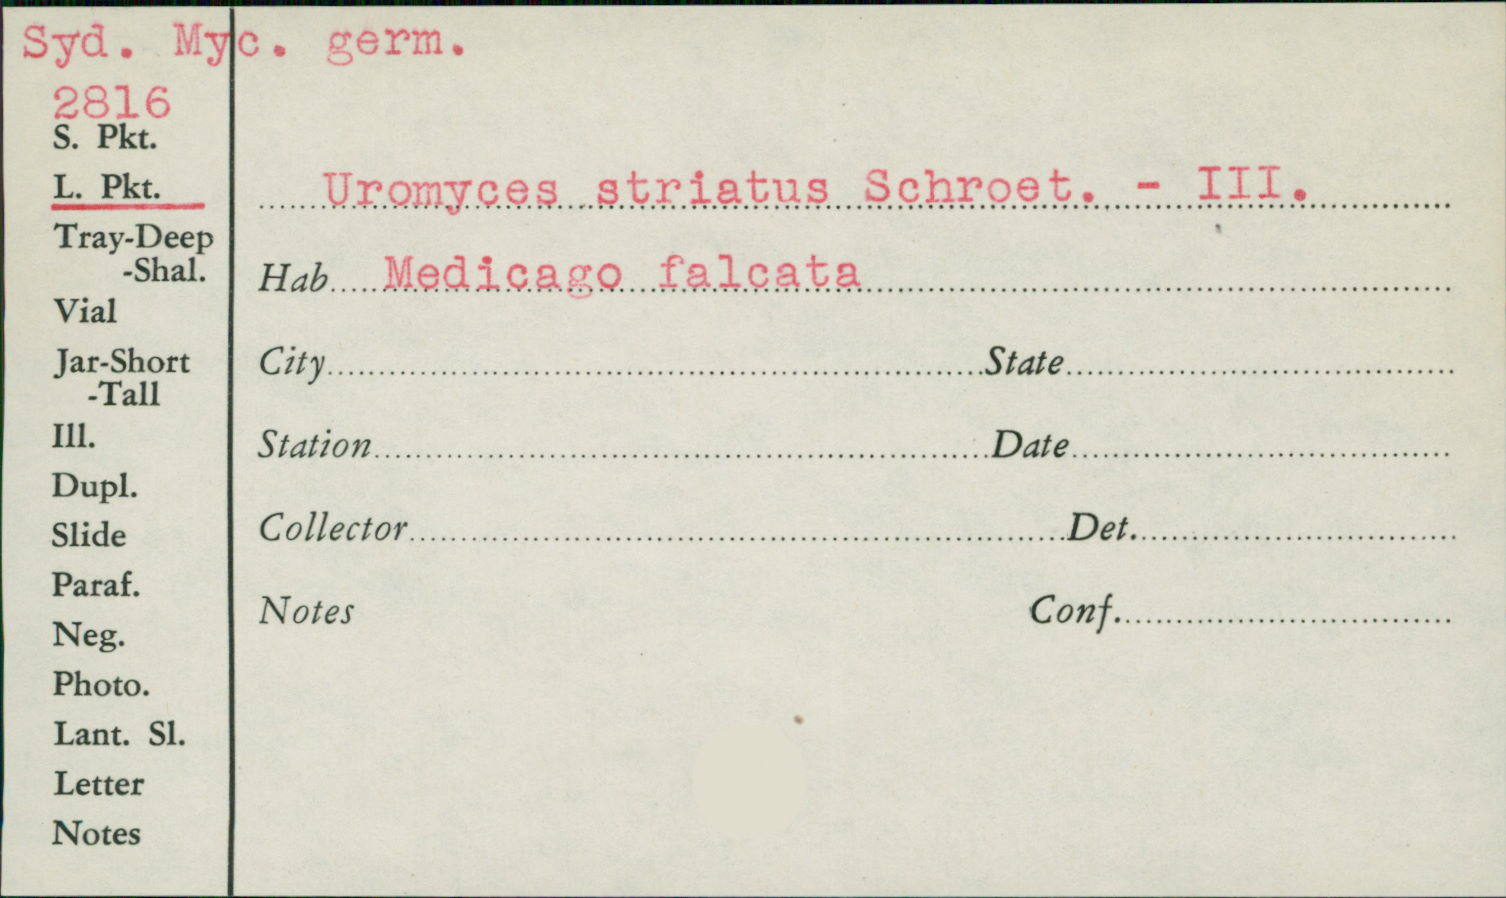 Syd. Myc. germ.
2816
S. Pkt.
L. Pkt.
Tray-Deep
-Shal.
Vial
Jar-Short
-Tall
Ill.
Dupl.
Slide
Paraf.
Neg.
Photo.
Lant. Sl.
Letter
Notes
Uromyces striatus Schroet. - III.
Hab. Medicago falcata
City State
Station Date
Collector Det.
Notes Conf.